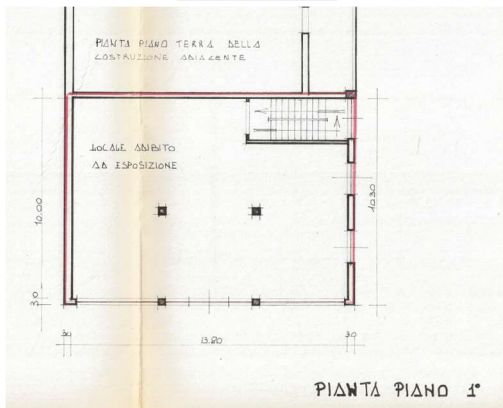 PIANTA PIANO TERRA DELLA
COSTRUZIONE ADIACENTE
LOCALE ADIBITO
AD ESPOSIZIONE
10.00
10.30
30
30
13.80
30
PIANTA PIANO 1°